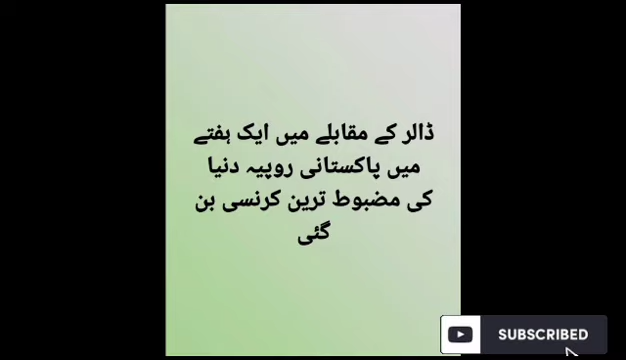 ڈالر کے مقابلے میں ایک ہفتے
میں پاکستانی روپیہ دنیا
کی مضبوط ترین کرنسی بن
گئی
SUBSCRIBED